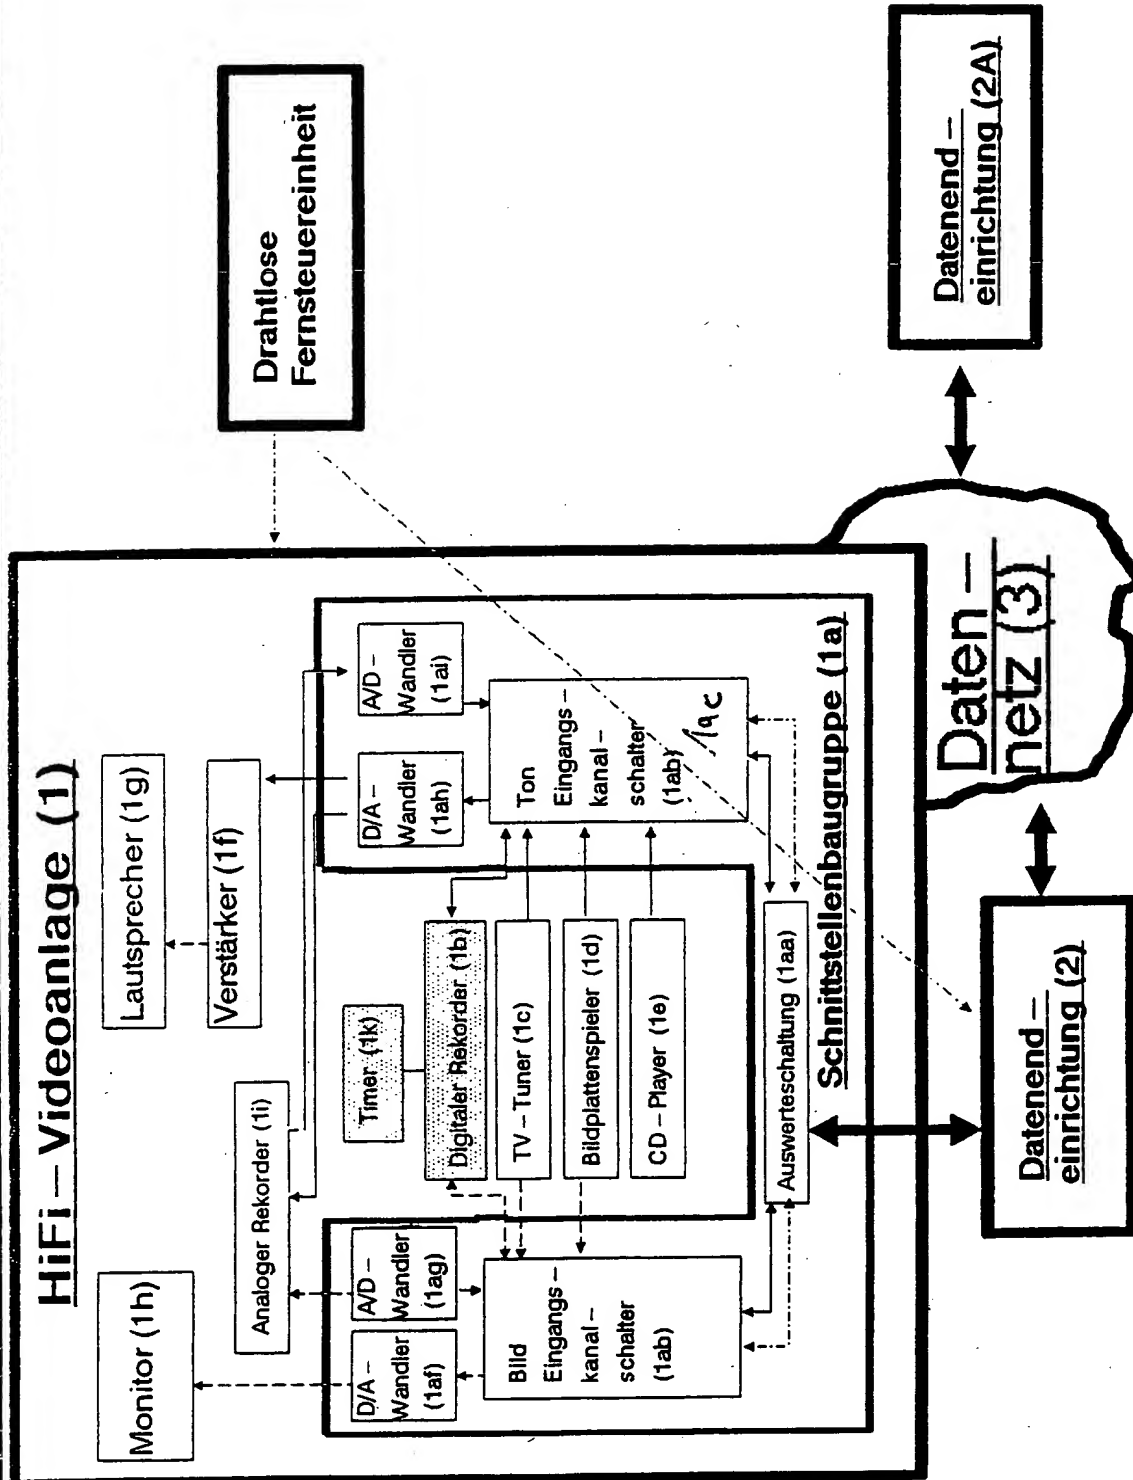 HiFi – Videoanlage (1)
Monitor (1h)
Analoger Rekorder (1i)
Lautsprecher (1g)
Verstärker (1f)
Drahtlose
Fernsteuereinheit
D/A –
Wandler
(1af)
A/D –
Wandler
(1ag)
Timer (1k)
Digitaler Rekorder (1b)
TV – Tuner (1c)
Bildplattenspieler (1d)
CD – Player (1e)
D/A –
Wandler
(1ah)
A/D –
Wandler
(1ai)
Bild
Eingangs –
kanal –
schalter
(1ab)
Ton
Eingangs –
kanal –
schalter
(1ab) /1ac
Auswerteschaltung (1aa)
Schnittstellenbaugruppe (1a)
Datenend –
einrichtung (2)
Daten –
netz (3)
Datenend –
einrichtung (2A)